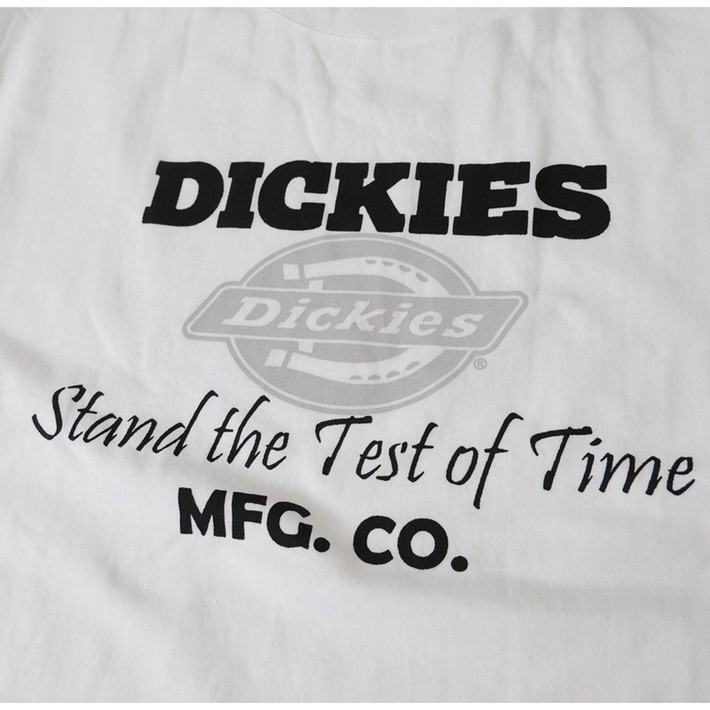 DICKIES
Dickies®
Stand the Test of Time
MFG. CO.